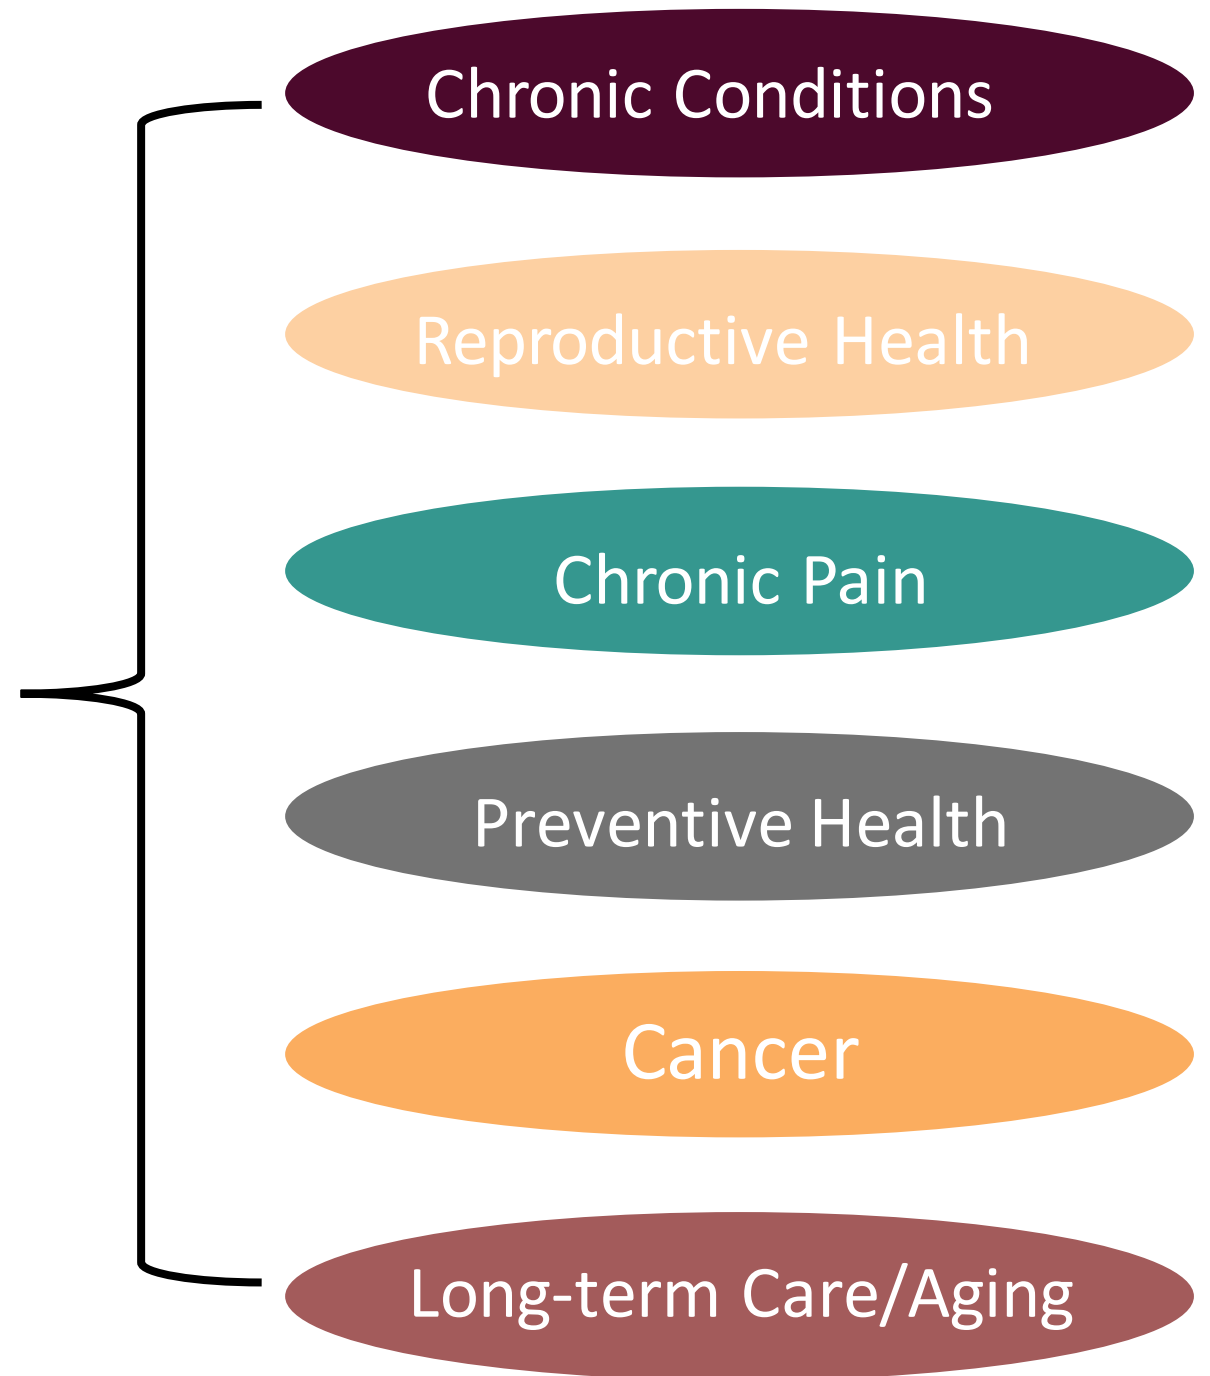 Chronic Conditions
Reproductive Health
Chronic Pain
Preventive Health
Cancer
Long-term Care/Aging